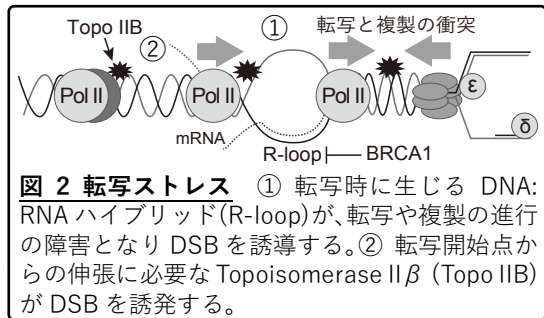 Topo IIB
②
①
転写と複製の衝突
Pol II
Pol II
Pol II
ε
δ
mRNA
R-loop
BRCA1
図 2 転写ストレス ① 転写時に生じる DNA:
RNA ハイブリッド(R-loop)が、転写や複製の進行
の障害となり DSB を誘導する。② 転写開始点か
らの伸張に必要な Topoisomerase IIβ (Topo IIB)
が DSB を誘発する。